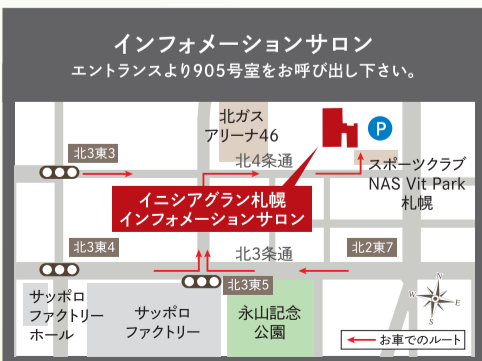 インフォメーションサロン
エントランスより905号室をお呼び出し下さい。
北ガス
アリーナ46
P
北3東3
北4条通
スポーツクラブ
NAS Vit Park
札幌
イニシアグラン札幌
インフォメーションサロン
北3東4
北3条通
北2東7
北3東5
サッポロ
ファクトリー
ホール
サッポロ
ファクトリー
永山記念
公園
N
W
E
S
お車でのルート